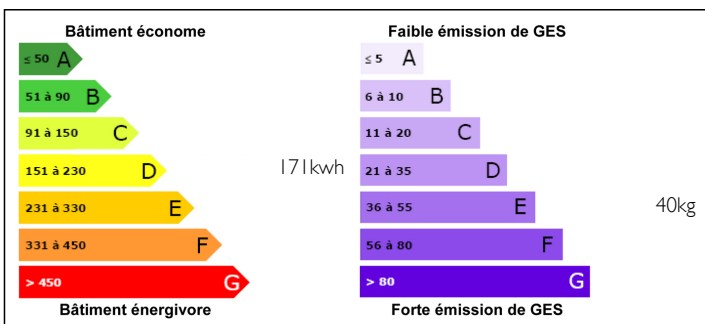 Bâtiment économe
≤ 50 A
51 à 90 B
91 à 150 C
151 à 230 D
171kwh
231 à 330 E
331 à 450 F
> 450 G
Bâtiment énergivore
Faible émission de GES
≤ 5 A
6 à 10 B
11 à 20 C
21 à 35 D
36 à 55 E
40kg
56 à 80 F
> 80 G
Forte émission de GES